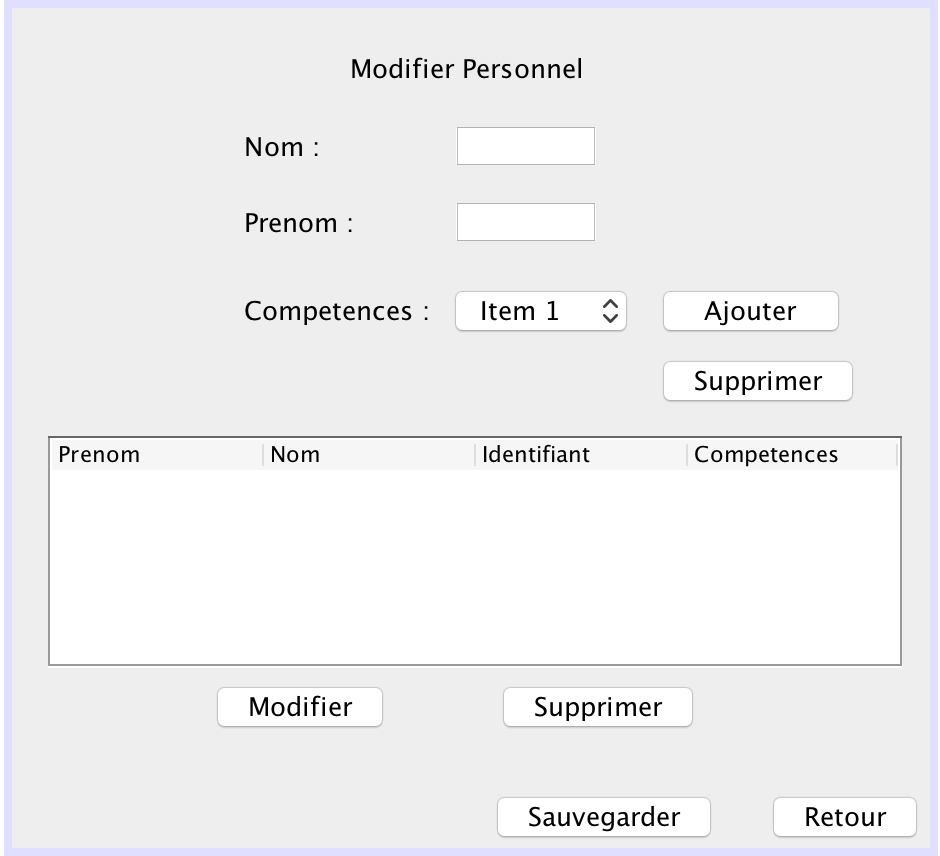 Modifier Personnel
Nom :
Prenom :
Competences : Item 1 Ajouter
Supprimer
Prenom Nom Identifiant Competences
Modifier Supprimer
Sauvegarder Retour